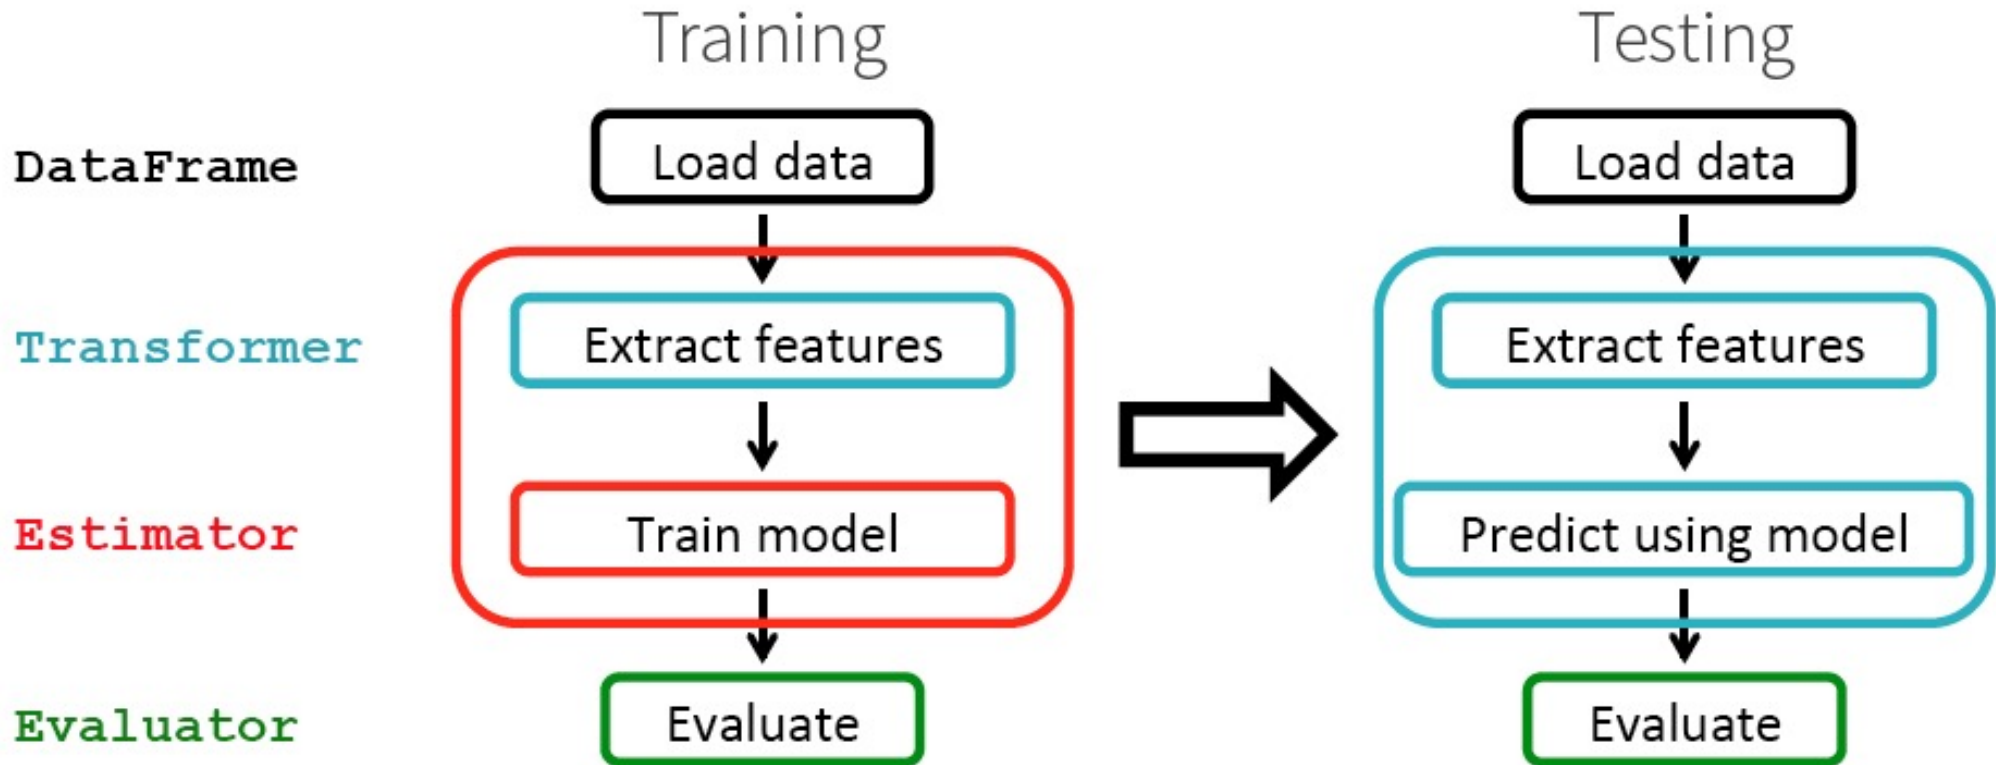 Training
Testing
DataFrame
Load data
Load data
Transformer
Extract features
Extract features
Estimator
Train model
Predict using model
Evaluator
Evaluate
Evaluate